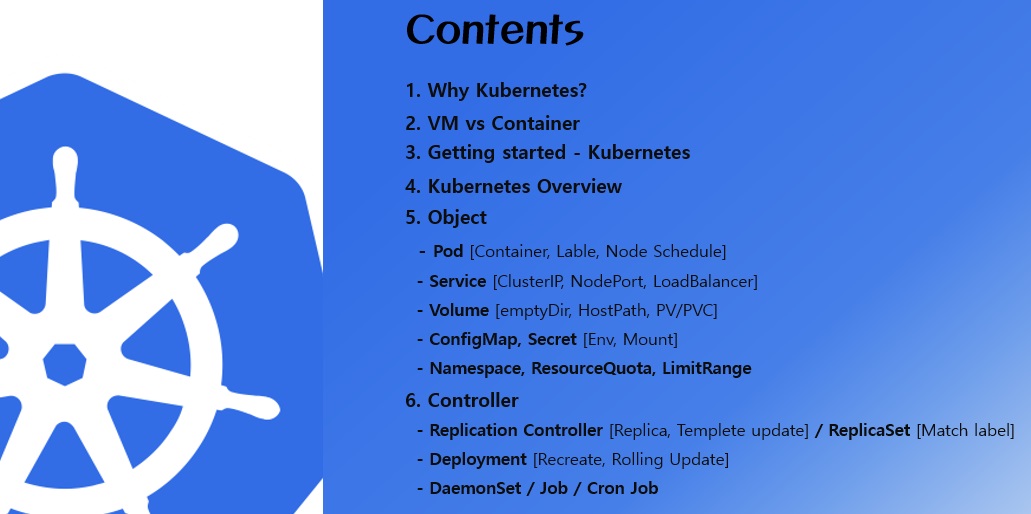 Contents
1. Why Kubernetes?
2. VM vs Container
3. Getting started - Kubernetes
4. Kubernetes Overview
5. Object
- Pod [Container, Lable, Node Schedule]
- Service [ClusterIP, NodePort, LoadBalancer]
- Volume [emptyDir, HostPath, PV/PVC]
- ConfigMap, Secret [Env, Mount]
- Namespace, ResourceQuota, LimitRange
6. Controller
- Replication Controller [Replica, Templete update] / ReplicaSet [Match label]
- Deployment [Recreate, Rolling Update]
- DaemonSet / Job / Cron Job